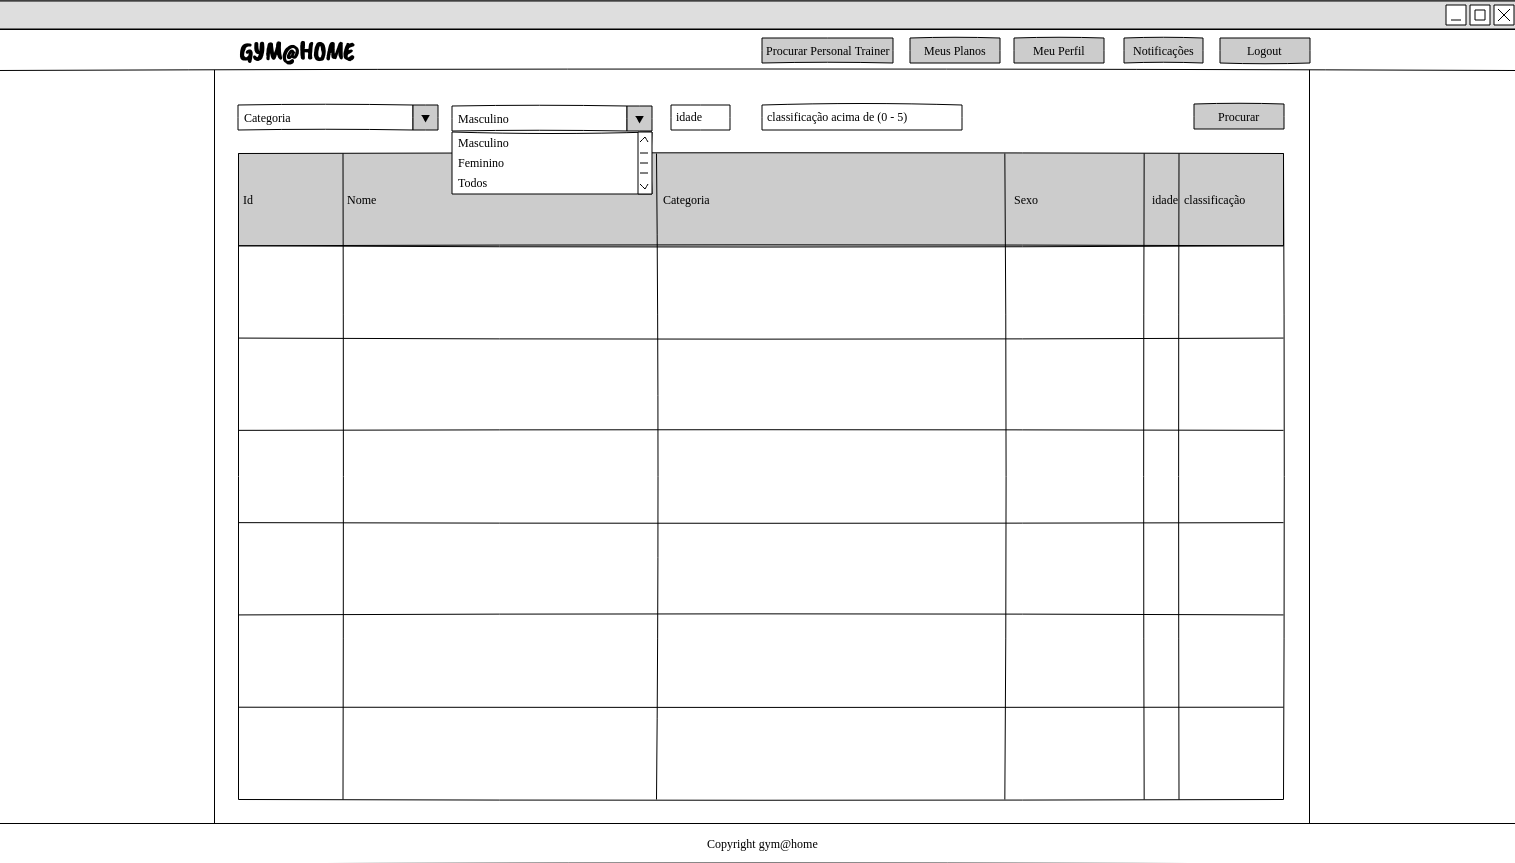 GYM@HOME
Procurar Personal Trainer
Meus Planos
Meu Perfil
Notificações
Logout
Categoria
Masculino
idade
classificação acima de (0 - 5)
Procurar
Masculino
Feminino
Todos
Id
Nome
Categoria
Sexo
idade
classificação
Copyright gym@home